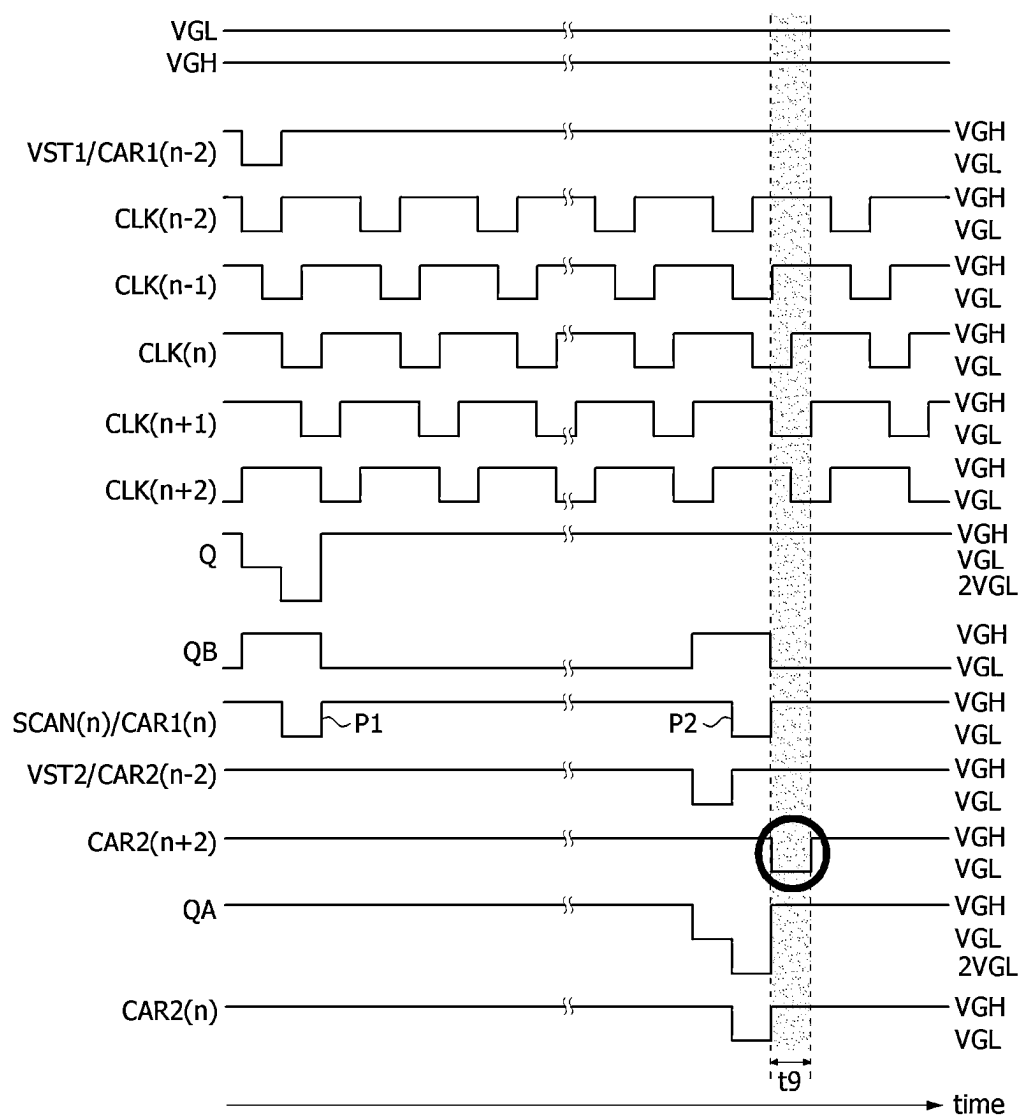 VGL
VGH
VST1/CAR1(n-2) VGH
VGL
CLK(n-2) VGH
VGL
CLK(n-1) VGH
VGL
CLK(n) VGH
VGL
CLK(n+1) VGH
VGL
CLK(n+2) VGH
VGL
Q VGH
VGL
2VGL
QB VGH
VGL
SCAN(n)/CAR1(n) P1 P2 VGH
VGL
VST2/CAR2(n-2) VGH
VGL
CAR2(n+2) VGH
VGL
QA VGH
VGL
2VGL
CAR2(n) VGH
VGL
t9
time